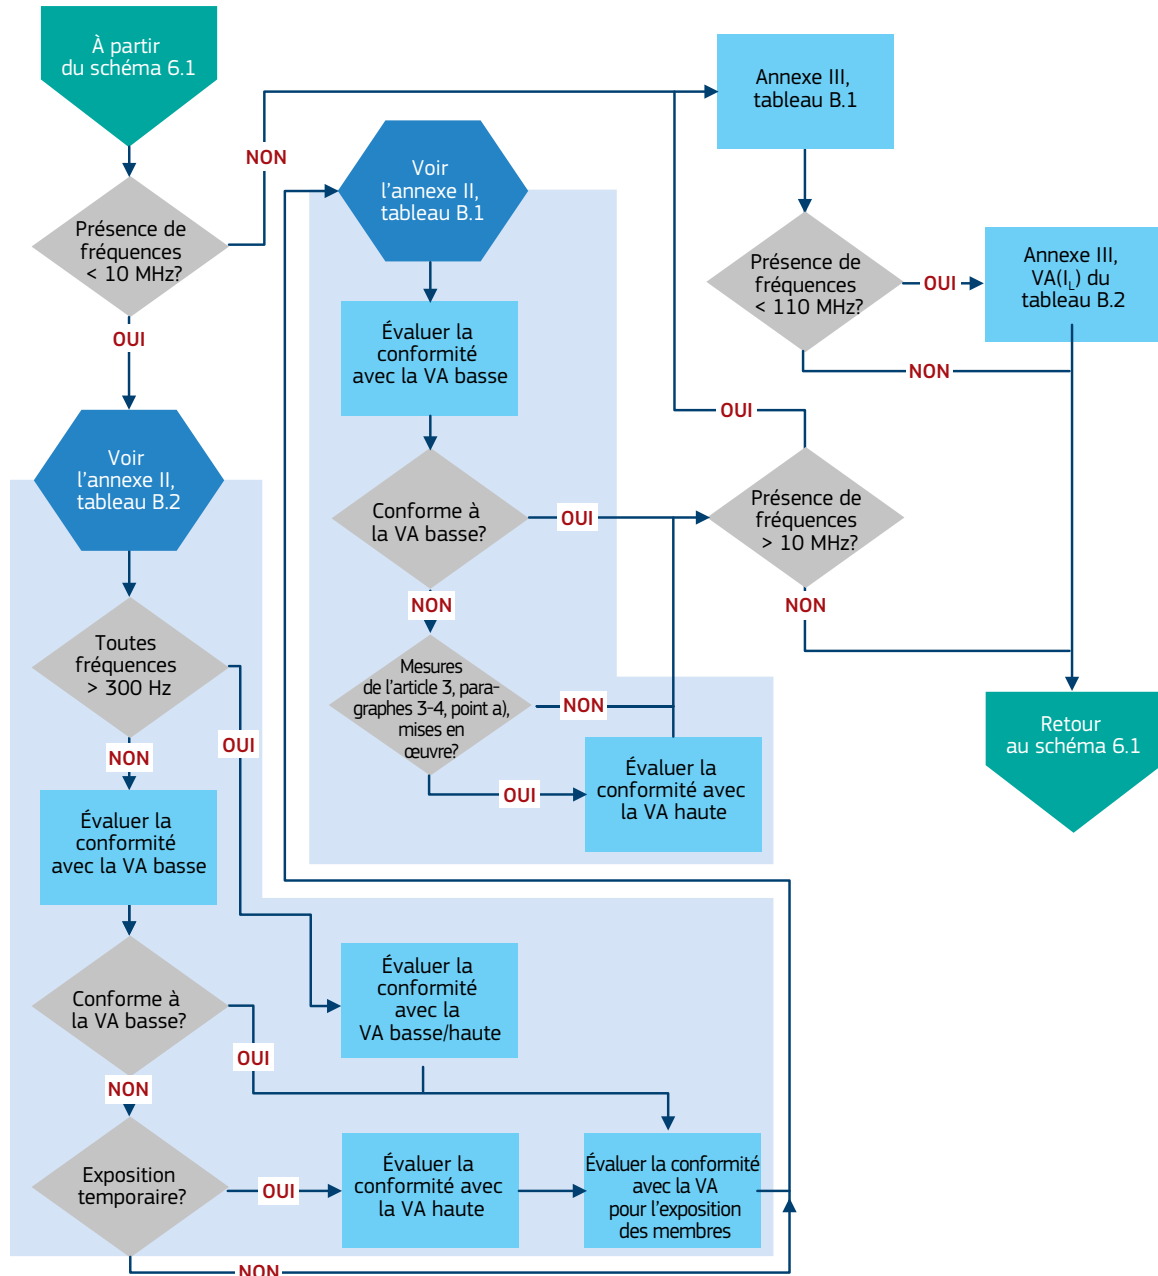 À partir
du schéma 6.1
Présence de
fréquences
< 10 MHz?
NON
OUI
Voir
l'annexe II,
tableau B.2
Toutes
fréquences
> 300 Hz
NON
OUI
Évaluer la
conformité
avec la VA basse
Conforme à
la VA basse?
OUI
NON
Exposition
temporaire?
OUI
NON
Évaluer la
conformité
avec la
VA basse/haute
Évaluer la
conformité avec
la VA haute
Évaluer la conformité
avec la VA
pour l'exposition
des membres
Voir
l'annexe II,
tableau B.1
Évaluer la
conformité
avec la VA basse
Conforme à
la VA basse?
OUI
NON
Mesures
de l'article 3, para-
graphes 3-4, point a),
mises en
œuvre?
NON
OUI
Évaluer la
conformité avec
la VA haute
Présence de
fréquences
> 10 MHz?
OUI
NON
Annexe III,
tableau B.1
Présence de
fréquences
< 110 MHz?
OUI
NON
Annexe III,
VA(IL) du
tableau B.2
Retour
au schéma 6.1